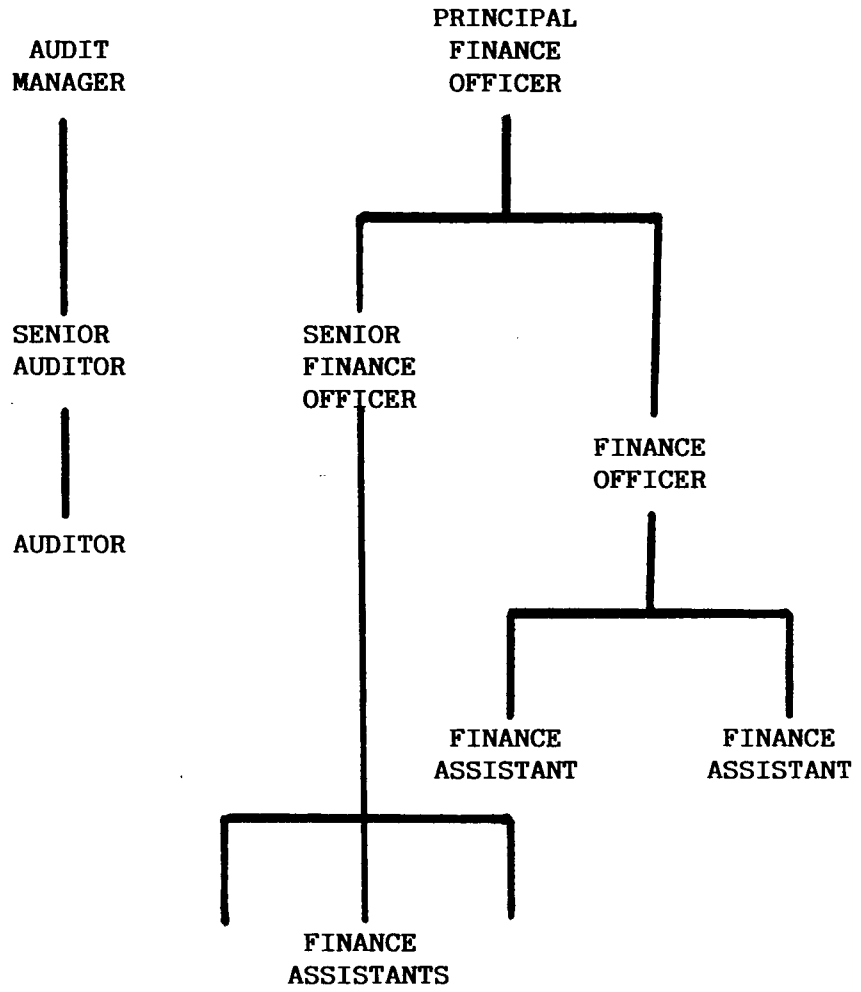 AUDIT
MANAGER
PRINCIPAL
FINANCE
OFFICER
SENIOR
AUDITOR
SENIOR
FINANCE
OFFICER
FINANCE
OFFICER
AUDITOR
FINANCE
ASSISTANT
FINANCE
ASSISTANT
FINANCE
ASSISTANTS